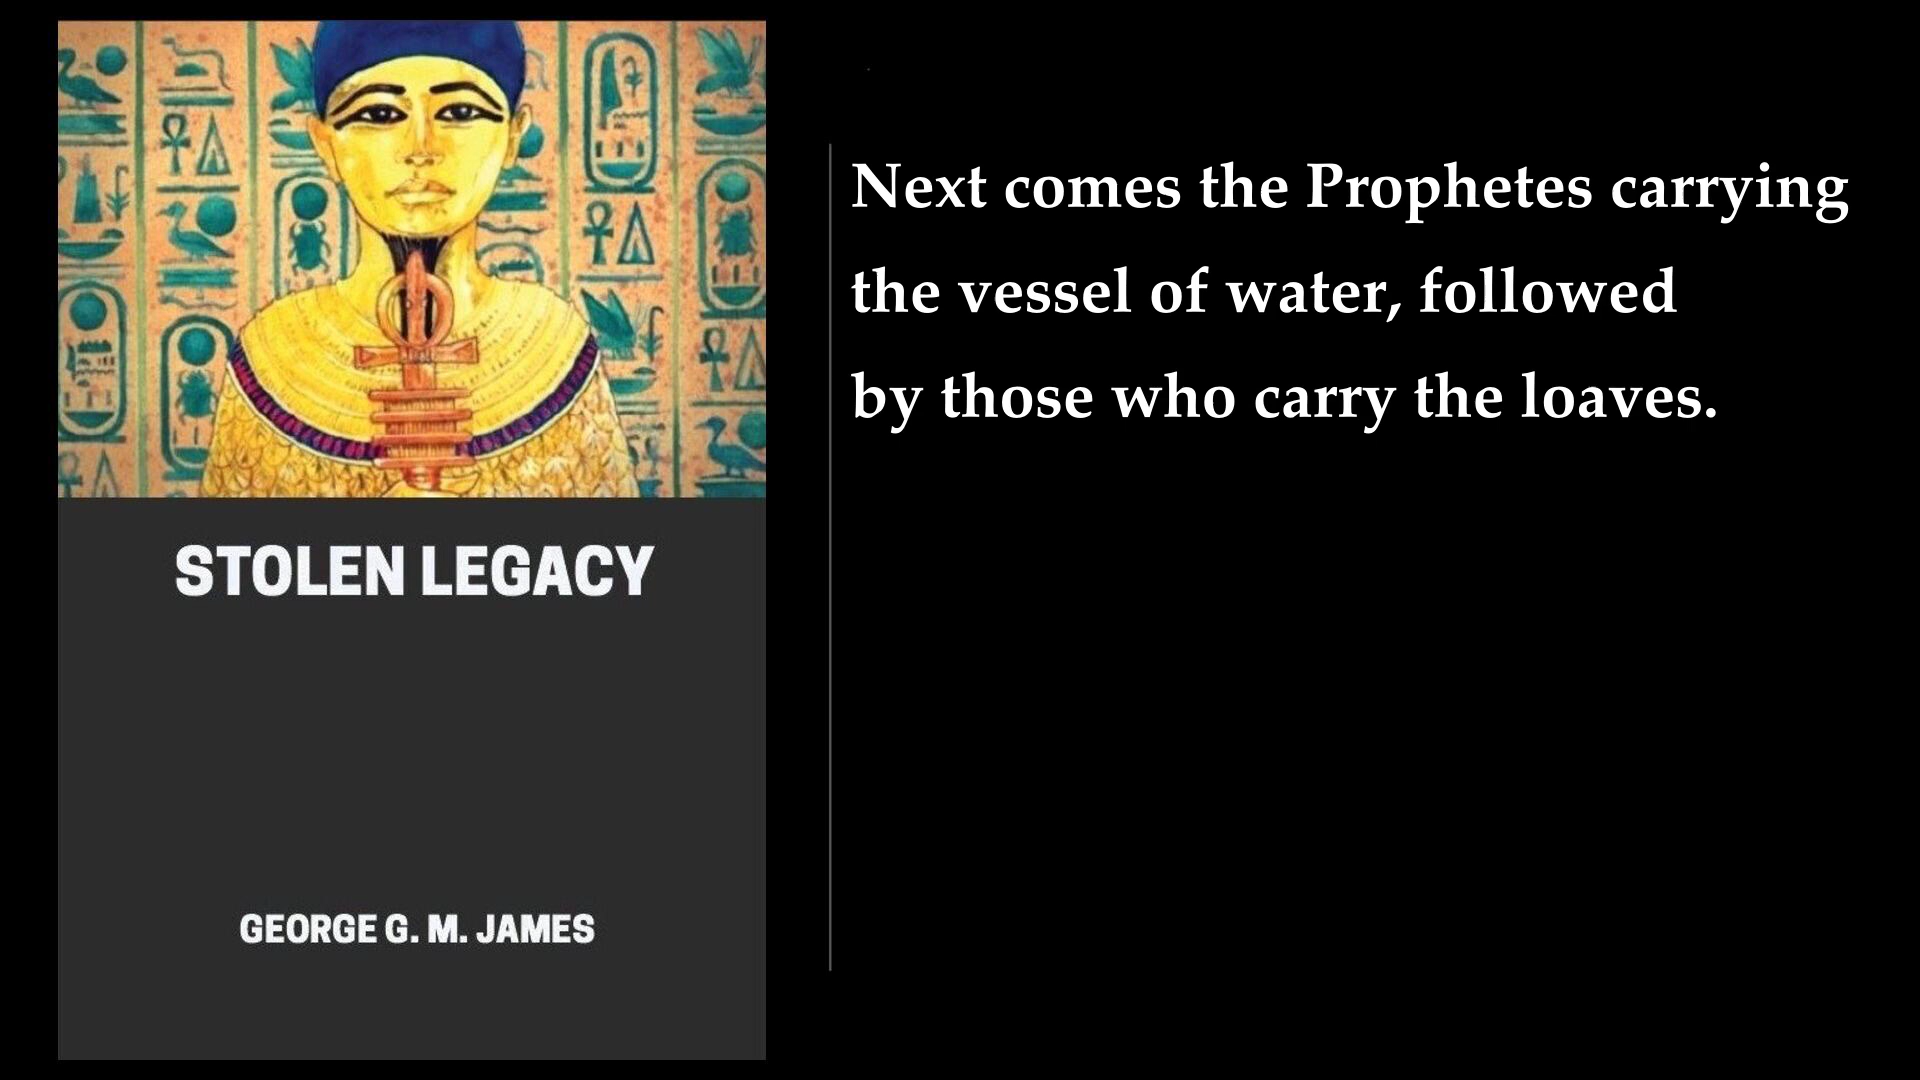 STOLEN LEGACY
GEORGE G. M. JAMES
Next comes the Prophetes carrying
the vessel of water, followed
by those who carry the loaves.